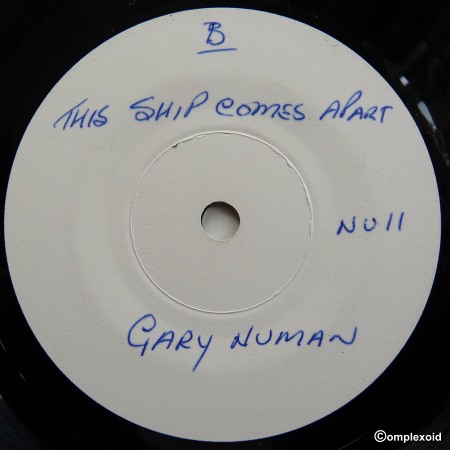 B
THIS SHIP COMES APART
NU11
GARY NUMAN
©omplexoid